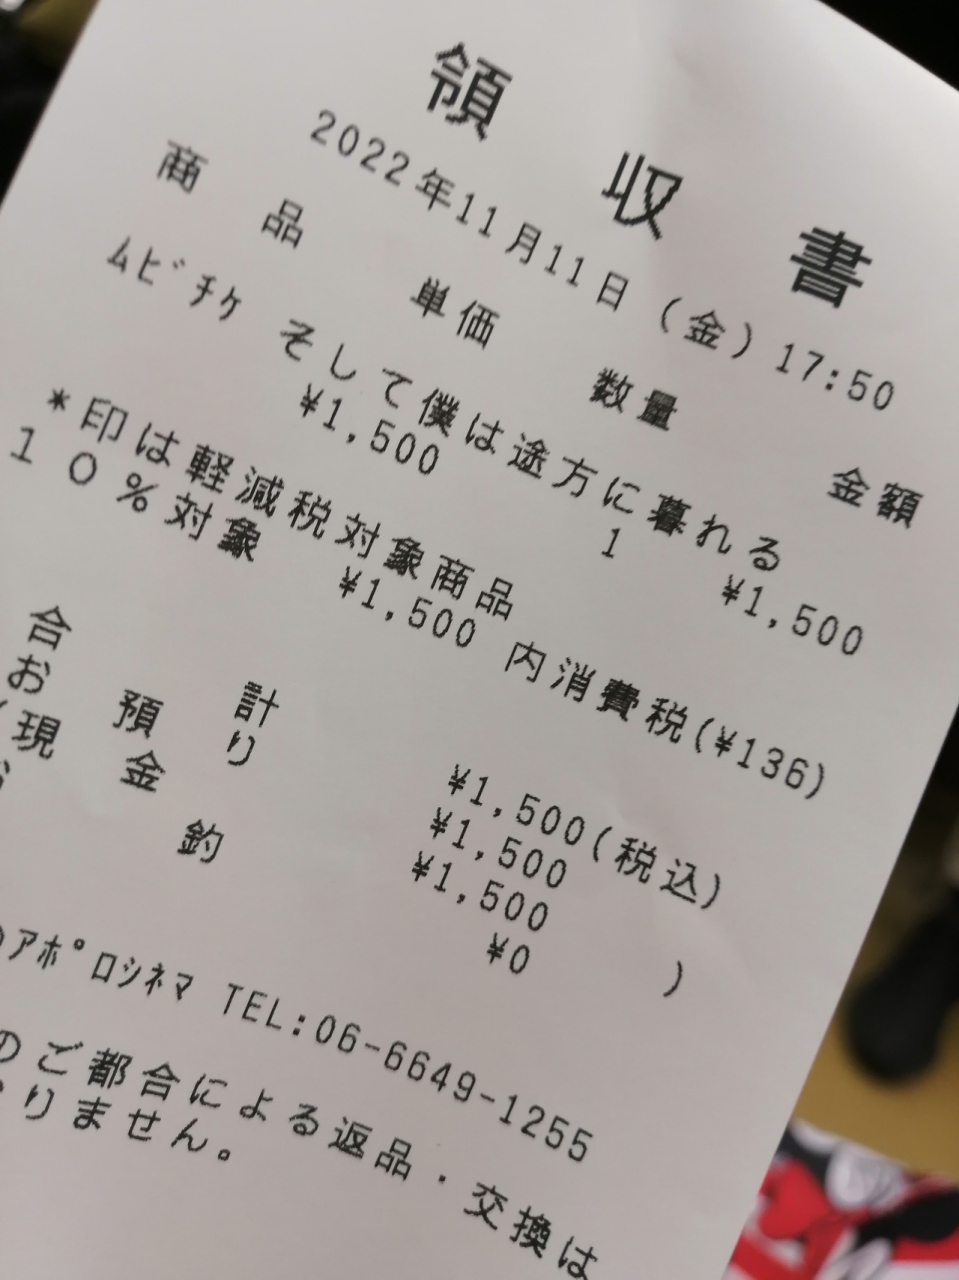 領収書
2022年11月11日(金)17:50
商品 単価 数量 金額
ﾑﾋﾞﾁｹ そして僕は途方に暮れる
¥1,500 1 ¥1,500
*印は軽減税対象商品
10%対象 ¥1,500 内消費税(¥136)
合計 ¥1,500(税込)
お預り ¥1,500
(現金 ¥1,500 )
お釣 ¥0
のｱﾎﾟﾛｼﾈﾏ TEL:06-6649-1255
のご都合による返品・交換は
りません。